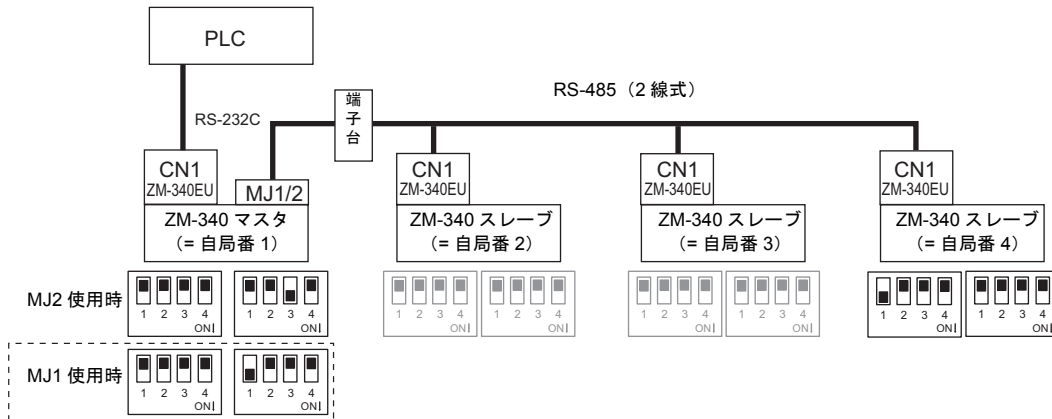 PLC
RS-232C
端子台
RS-485（2 線式）
CN1
ZM-340EU
MJ1/2
ZM-340 マスタ
(= 自局番 1)
CN1
ZM-340EU
ZM-340 スレーブ
(= 自局番 2)
CN1
ZM-340EU
ZM-340 スレーブ
(= 自局番 3)
CN1
ZM-340EU
ZM-340 スレーブ
(= 自局番 4)
MJ2 使用時
1 2 3 4
ON
1 2 3 4
ON
1 2 3 4
ON
1 2 3 4
ON
1 2 3 4
ON
1 2 3 4
ON
1 2 3 4
ON
1 2 3 4
ON
MJ1 使用時
1 2 3 4
ON
1 2 3 4
ON